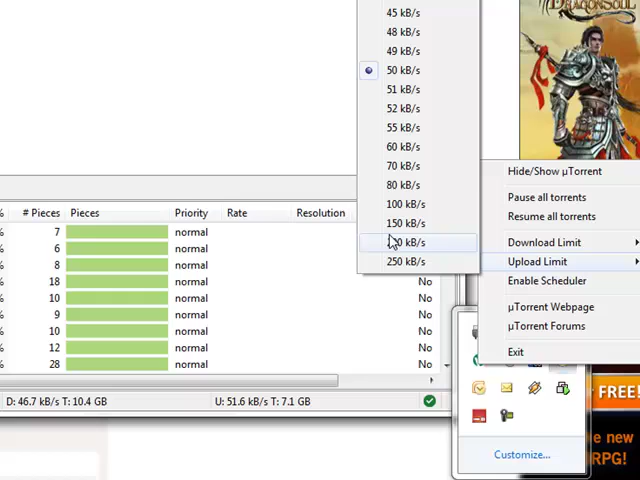 DRAGONSOUL
45 kB/s
48 kB/s
49 kB/s
50 kB/s
51 kB/s
52 kB/s
55 kB/s
60 kB/s
70 kB/s
80 kB/s
100 kB/s
150 kB/s
250 kB/s
Hide/Show µTorrent
Pause all torrents
Resume all torrents
Download Limit
Upload Limit
Enable Scheduler
µTorrent Webpage
µTorrent Forums
Exit
% # Pieces Pieces Priority Rate Resolution
% 7 normal
% 6 normal
% 8 normal
% 18 normal No
% 10 normal No
% 9 normal No
% 10 normal No
% 12 normal No
% 28 normal No
D: 46.7 kB/s T: 10.4 GB U: 51.6 kB/s T: 7.1 GB
FREE!
e new
RPG!
Customize...